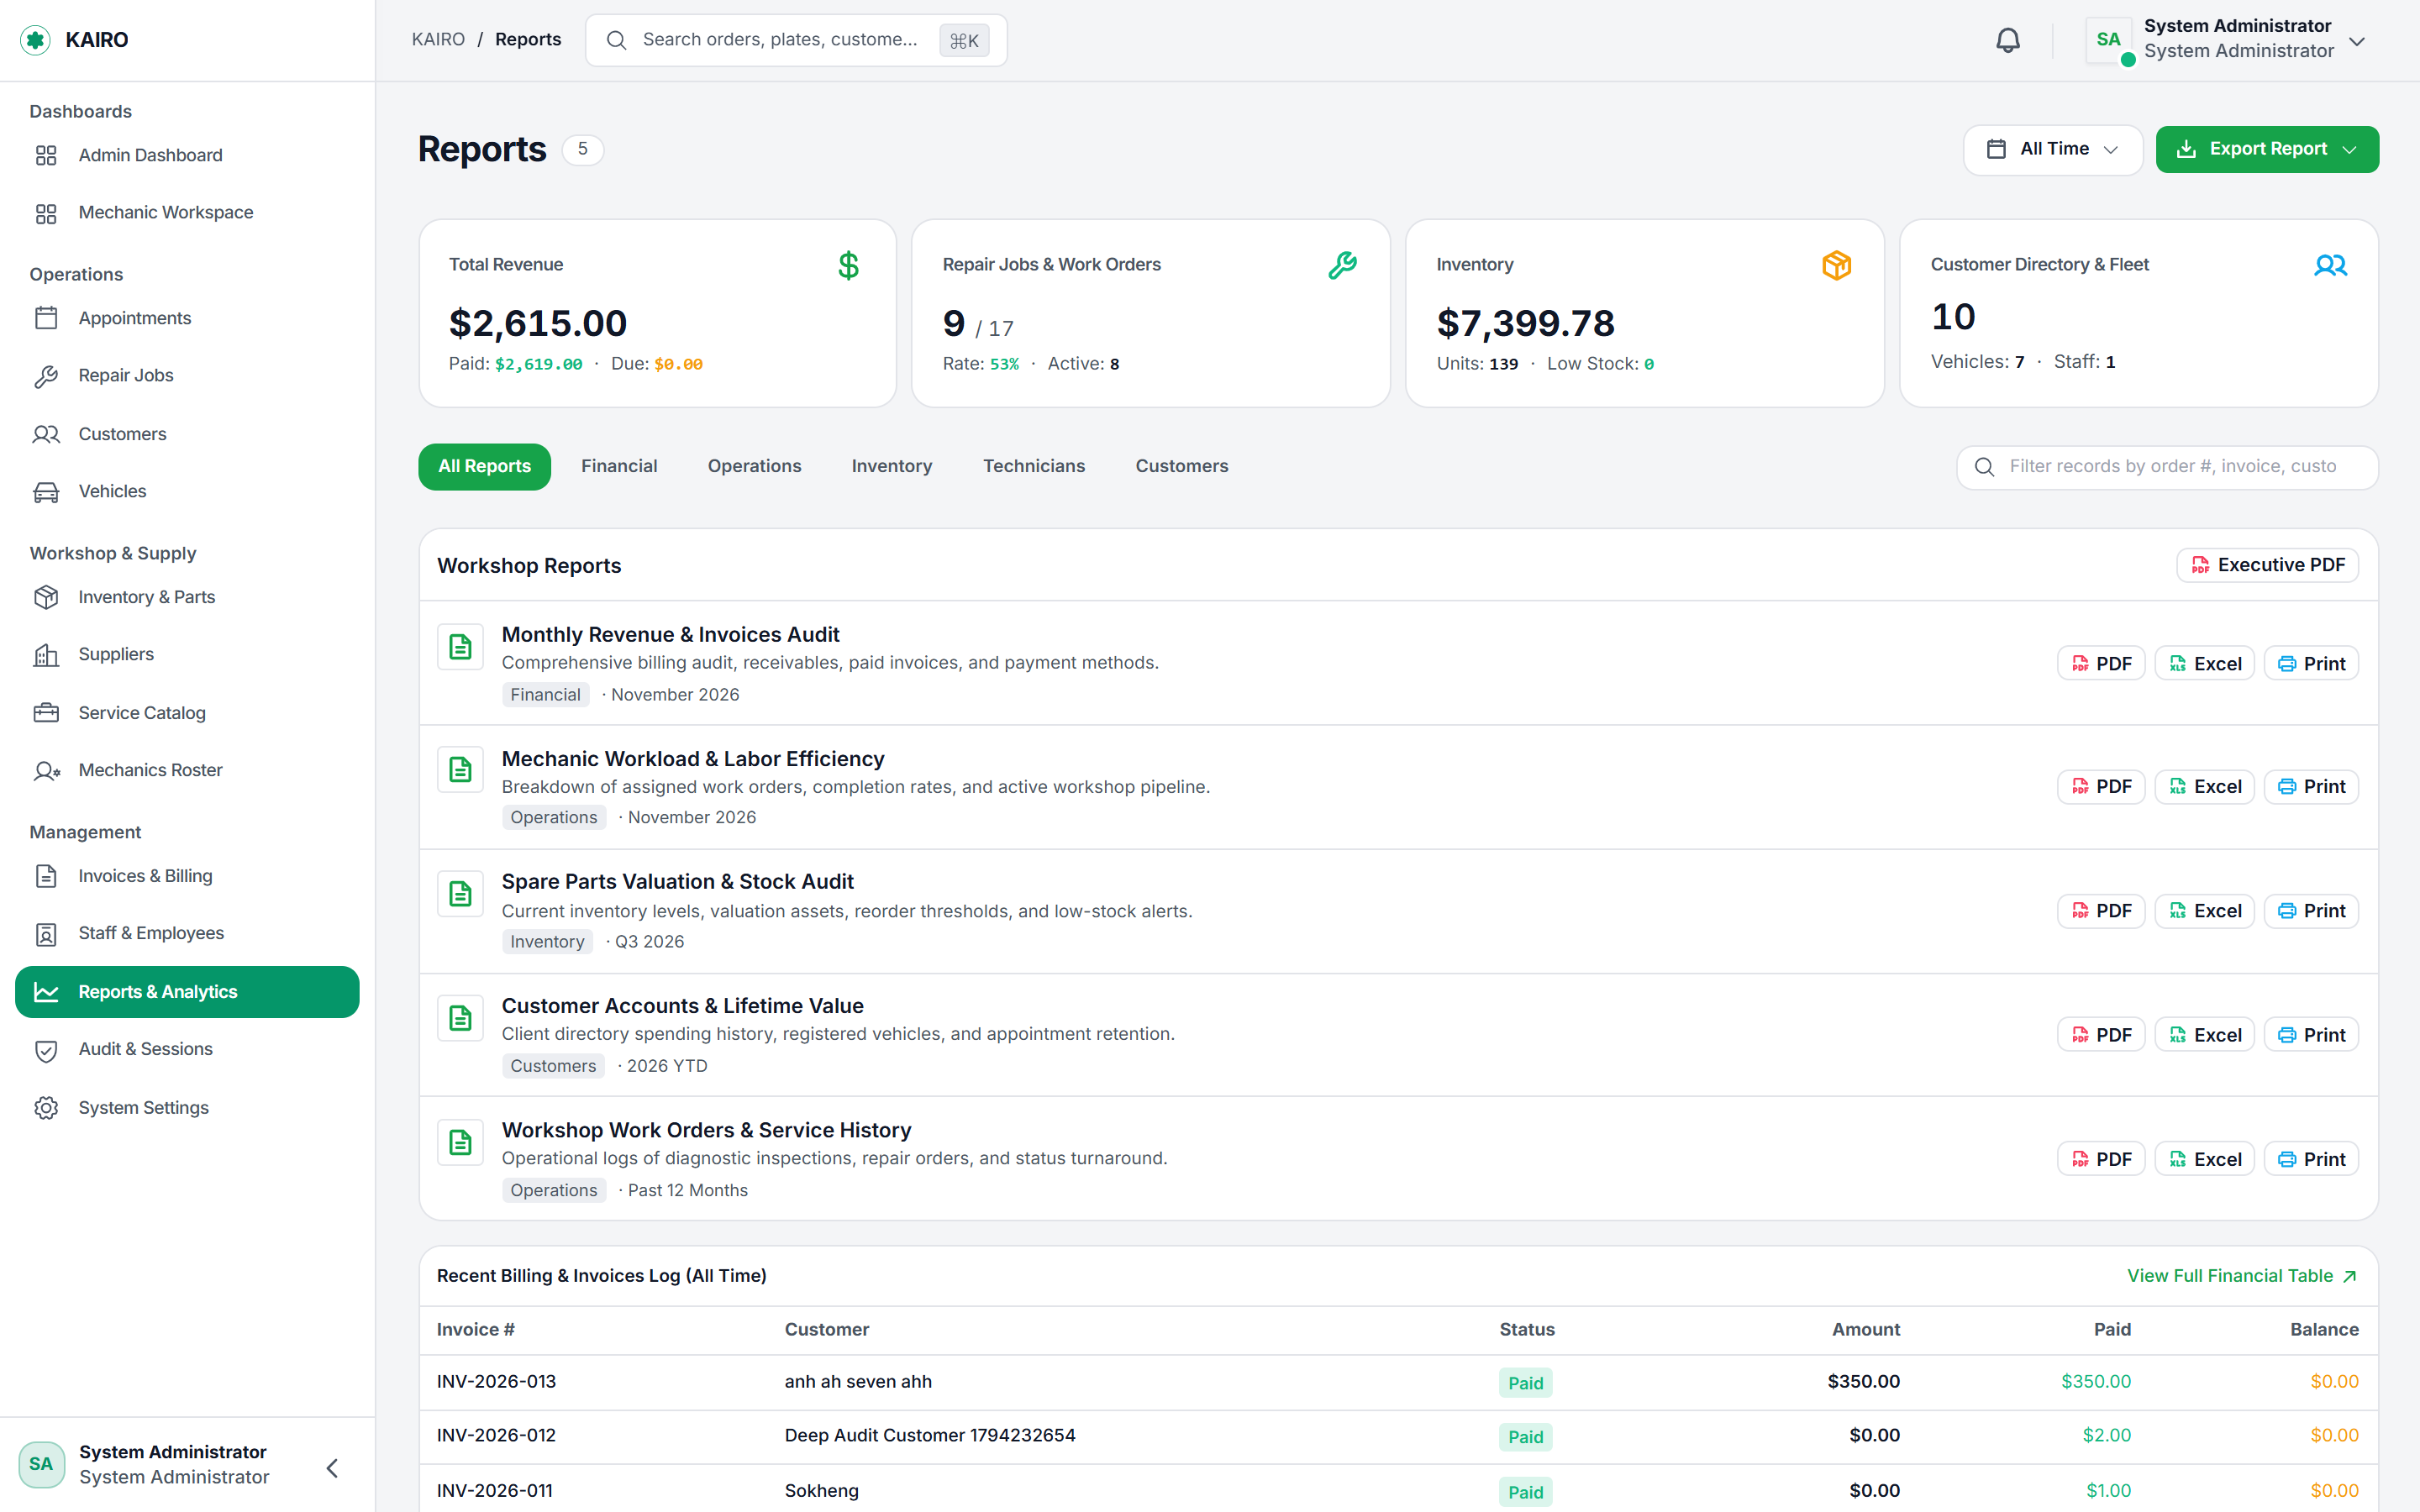 KAIRO
Dashboards
Admin Dashboard
Mechanic Workspace
Operations
Appointments
Repair Jobs
Customers
Vehicles
Workshop & Supply
Inventory & Parts
Suppliers
Service Catalog
Mechanics Roster
Management
Invoices & Billing
Staff & Employees
Reports & Analytics
Audit & Sessions
System Settings
SA
System Administrator
System Administrator
KAIRO / Reports
Search orders, plates, custome... ⌘K
SA
System Administrator
System Administrator
Reports 5
All Time
Export Report
Total Revenue
$2,615.00
Paid: $2,619.00 · Due: $0.00
Repair Jobs & Work Orders
9 / 17
Rate: 53% · Active: 8
Inventory
$7,399.78
Units: 139 · Low Stock: 0
Customer Directory & Fleet
10
Vehicles: 7 · Staff: 1
All Reports Financial Operations Inventory Technicians Customers
Filter records by order #, invoice, custo
Workshop Reports
PDF Executive PDF
Monthly Revenue & Invoices Audit
Comprehensive billing audit, receivables, paid invoices, and payment methods.
Financial · November 2026
PDF PDF XLS Excel Print
Mechanic Workload & Labor Efficiency
Breakdown of assigned work orders, completion rates, and active workshop pipeline.
Operations · November 2026
PDF PDF XLS Excel Print
Spare Parts Valuation & Stock Audit
Current inventory levels, valuation assets, reorder thresholds, and low-stock alerts.
Inventory · Q3 2026
PDF PDF XLS Excel Print
Customer Accounts & Lifetime Value
Client directory spending history, registered vehicles, and appointment retention.
Customers · 2026 YTD
PDF PDF XLS Excel Print
Workshop Work Orders & Service History
Operational logs of diagnostic inspections, repair orders, and status turnaround.
Operations · Past 12 Months
PDF PDF XLS Excel Print
Recent Billing & Invoices Log (All Time)
View Full Financial Table
Invoice # Customer Status Amount Paid Balance
INV-2026-013 anh ah seven ahh Paid $350.00 $350.00 $0.00
INV-2026-012 Deep Audit Customer 1794232654 Paid $0.00 $2.00 $0.00
INV-2026-011 Sokheng Paid $0.00 $1.00 $0.00